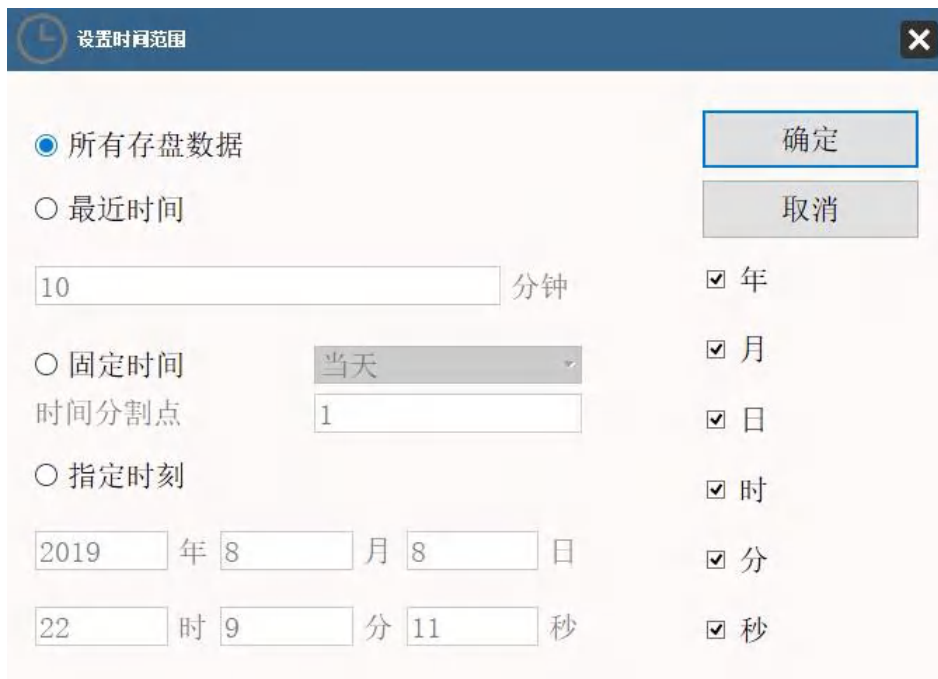 设置时间范围
所有存盘数据
最近时间
10 分钟
固定时间 当天
时间分割点 1
指定时刻
2019 年 8 月 8 日
22 时 9 分 11 秒
确定
取消
年
月
日
时
分
秒